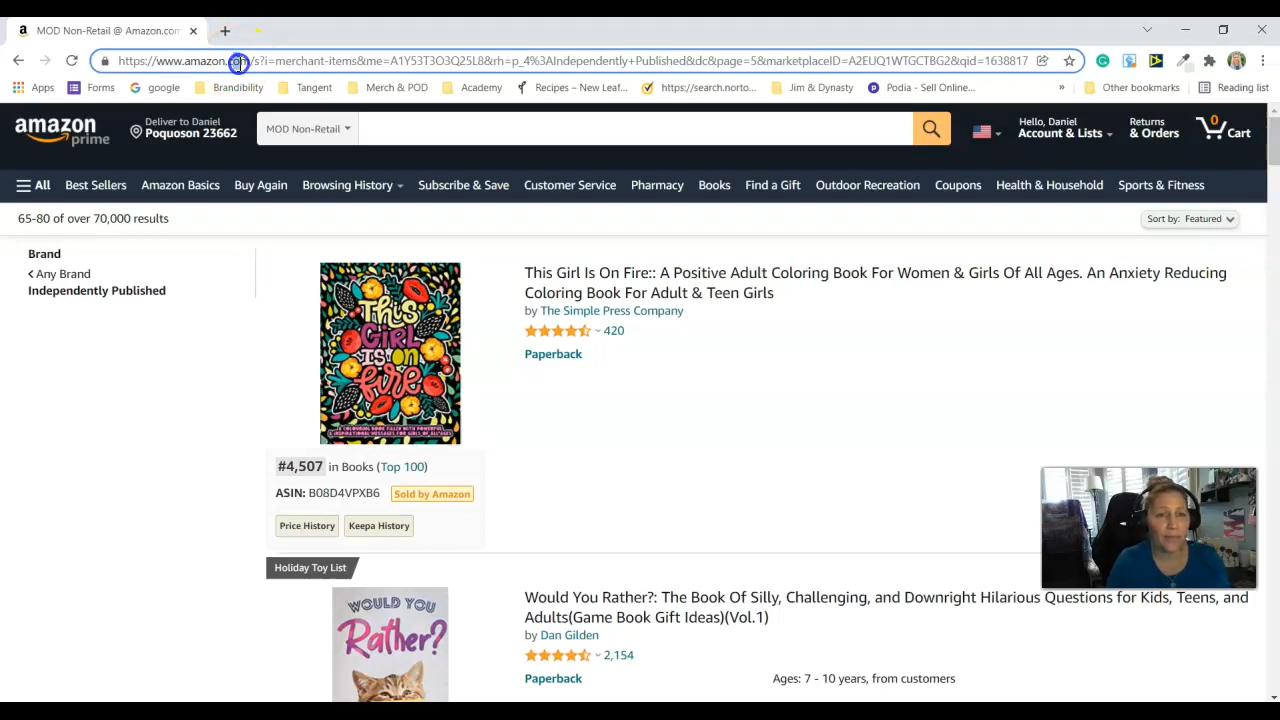 MOD Non-Retail @ Amazon.com
https://www.amazon.com/s?i=merchant-items&me=A1Y53T3O3Q25L8&rh=p_4%3AIndependently+Published&dc&page=5&marketplaceID=A2EUQ1WTGCTBG2&qid=1638817
Apps Forms google Brandibility Tangent Merch & POD Academy Recipes – New Leaf... https://search.norto... Jim & Dynasty Podia - Sell Online... » Other bookmarks Reading list
amazon prime
Deliver to Daniel
Poquoson 23662
MOD Non-Retail
Hello, Daniel
Account & Lists
Returns
& Orders
0
Cart
All Best Sellers Amazon Basics Buy Again Browsing History Subscribe & Save Customer Service Pharmacy Books Find a Gift Outdoor Recreation Coupons Health & Household Sports & Fitness
65-80 of over 70,000 results
Sort by: Featured
Brand
Any Brand
Independently Published
This
GIRL
IS on
fire
This Girl Is On Fire:: A Positive Adult Coloring Book For Women & Girls Of All Ages. An Anxiety Reducing
Coloring Book For Adult & Teen Girls
by The Simple Press Company
420
Paperback
#4,507 in Books (Top 100)
ASIN: B08D4VPXB6 Sold by Amazon
Price History Keepa History
Holiday Toy List
WOULD YOU
Rather?
Would You Rather?: The Book Of Silly, Challenging, and Downright Hilarious Questions for Kids, Teens, and
Adults(Game Book Gift Ideas)(Vol.1)
by Dan Gilden
2,154
Paperback
Ages: 7 - 10 years, from customers